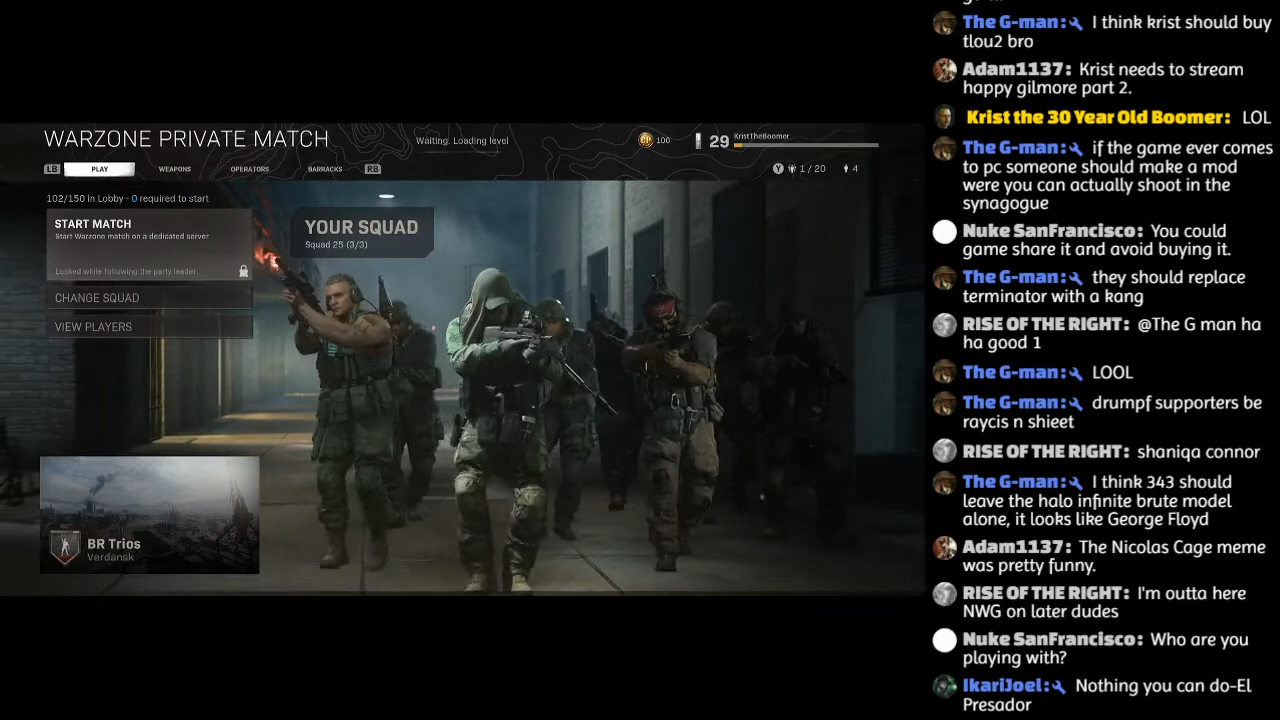 WARZONE PRIVATE MATCH
Waiting: Loading level
100
29
KristTheBoomer
LB
PLAY
WEAPONS
OPERATORS
BARRACKS
RB
Y
1 / 20
4
102/150 in Lobby - 0 required to start
START MATCH
Start Warzone match on a dedicated server
Locked while following the party leader.
CHANGE SQUAD
VIEW PLAYERS
YOUR SQUAD
Squad 25 (3/3)
BR Trios
Verdansk
The G-man: I think krist should buy
tlou2 bro
Adam1137: Krist needs to stream
happy gilmore part 2.
Krist the 30 Year Old Boomer: LOL
The G-man: if the game ever comes
to pc someone should make a mod
were you can actually shoot in the
synagogue
Nuke SanFrancisco: You could
game share it and avoid buying it.
The G-man: they should replace
terminator with a kang
RISE OF THE RIGHT: @The G man ha
ha good 1
The G-man: LOOL
The G-man: drumpf supporters be
raycis n shieet
RISE OF THE RIGHT: shaniqa connor
The G-man: I think 343 should
leave the halo infinite brute model
alone, it looks like George Floyd
Adam1137: The Nicolas Cage meme
was pretty funny.
RISE OF THE RIGHT: I'm outta here
NWG on later dudes
Nuke SanFrancisco: Who are you
playing with?
IkariJoel: Nothing you can do-El
Presador